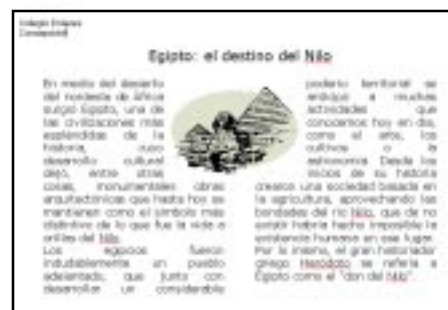 Colegio
Concepción
Egipto: el destino del Nilo
En medio del desierto
del nordeste de África
surgió Egipto, una de
las civilizaciones más
espléndidas de la
historia, cuyo
desarrollo cultural
dejó, entre otras
cosas, monumentales obras
arquitectónicas que hasta hoy se
mantienen como el símbolo más
distintivo de lo que fue la vida a
orillas del Nilo.
Los egipcios fueron
indudablemente un pueblo
adelantado, que junto con
desarrollar un considerable
poderío territorial se
anticipó a muchas
actividades que
conocemos hoy en día,
como el arte, los
cultivos o la
astronomía. Desde los
inicios de su historia
crearon una sociedad basada en
la agricultura, aprovechando las
bondades del río Nilo, que de no
existir habría hecho imposible la
existencia humana en ese lugar.
Por lo mismo, el gran historiador
griego Herodoto se refería a
Egipto como el "don del Nilo".